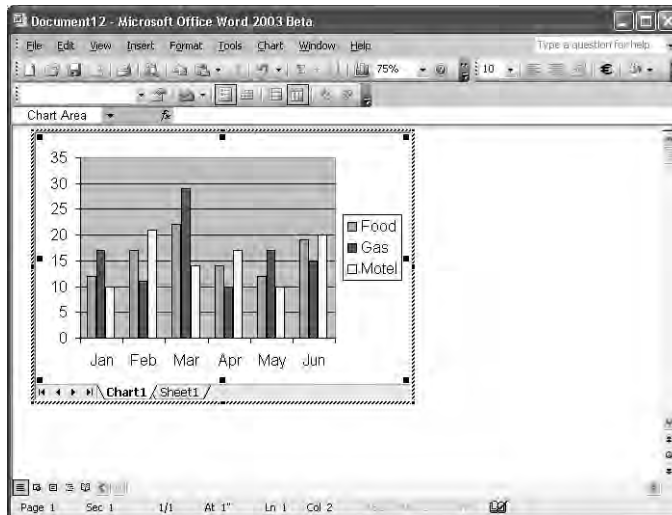 Document12 - Microsoft Office Word 2003 Beta
File Edit View Insert Format Tools Chart Window Help Type a question for help
75% 10 €
Chart Area fx
35
30
25
20
15
10
5
0
Jan Feb Mar Apr May Jun
Food
Gas
Motel
Chart1 / Sheet1 /
Page 1 Sec 1 1/1 At 1" Ln 1 Col 2